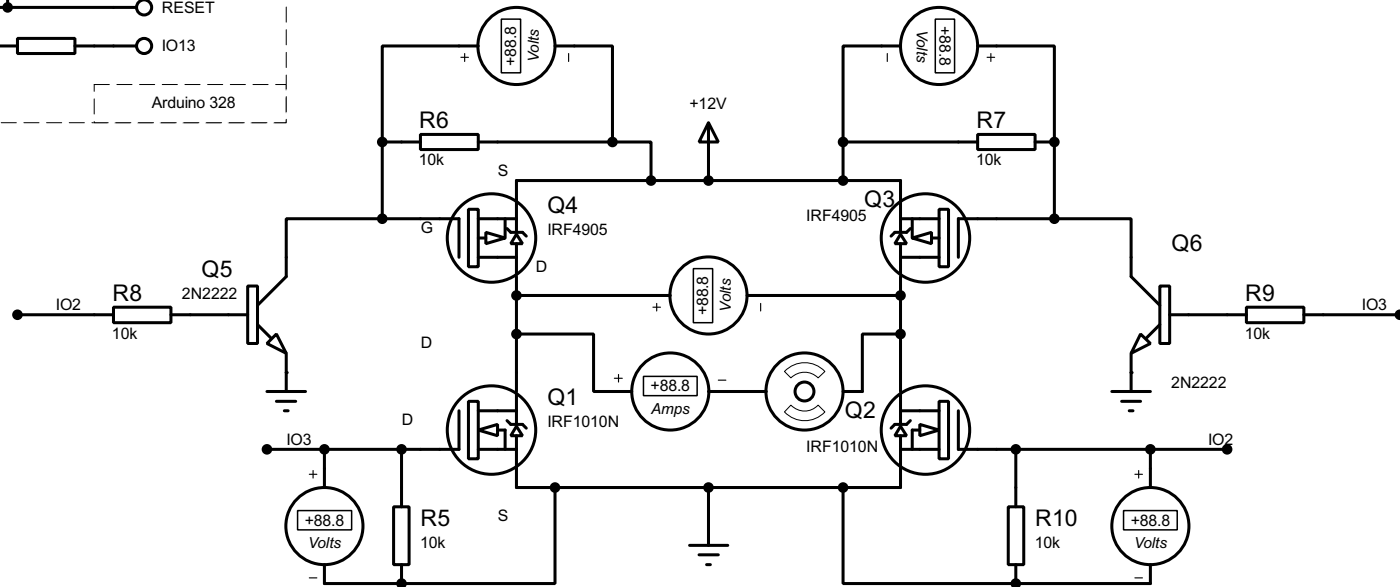 RESET
IO13
Arduino 328
+88.8
Volts
+ −
+88.8
Volts
− +
+12V
R6
10k
R7
10k
S
Q4
IRF4905
G
D
Q3
IRF4905
Q5
2N2222
Q6
2N2222
IO2
R8
10k
R9
10k
IO3
+88.8
Volts
+ −
D
+88.8
Amps
+ −
Q1
IRF1010N
Q2
IRF1010N
D
IO3
IO2
+
+88.8
Volts
−
R5
10k
S
R10
10k
+
+88.8
Volts
−